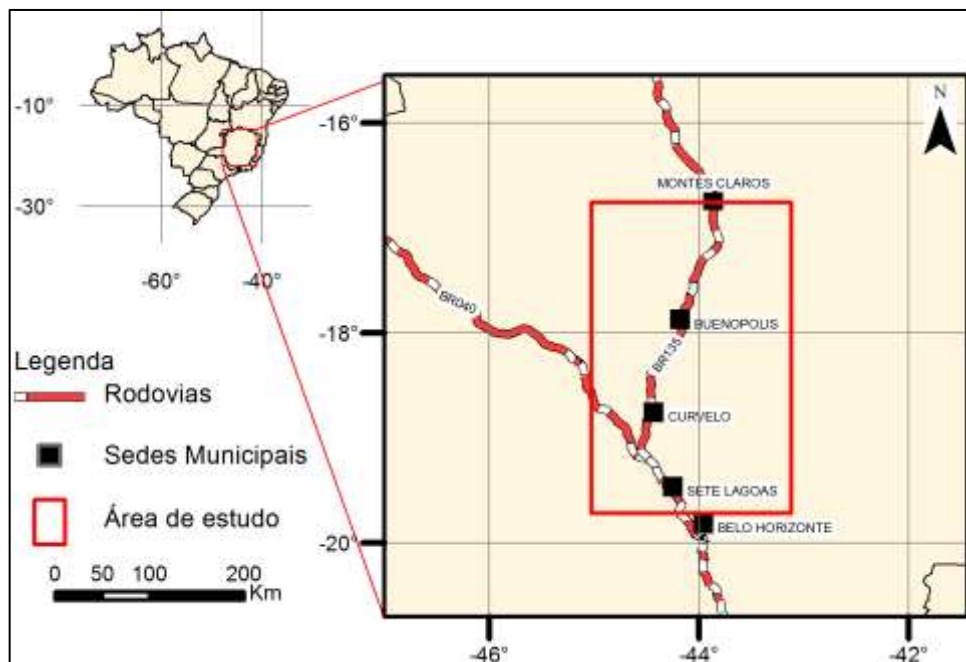 -10°
-30°
-60°
-40°
Legenda
Rodovias
Sedes Municipais
Área de estudo
0 50 100 200
Km
N
-16°
-18°
-20°
-46°
-44°
-42°
MONTES CLAROS
BUENOPOLIS
BR040
BR135
CURVELO
SETE LAGOAS
BELO HORIZONTE